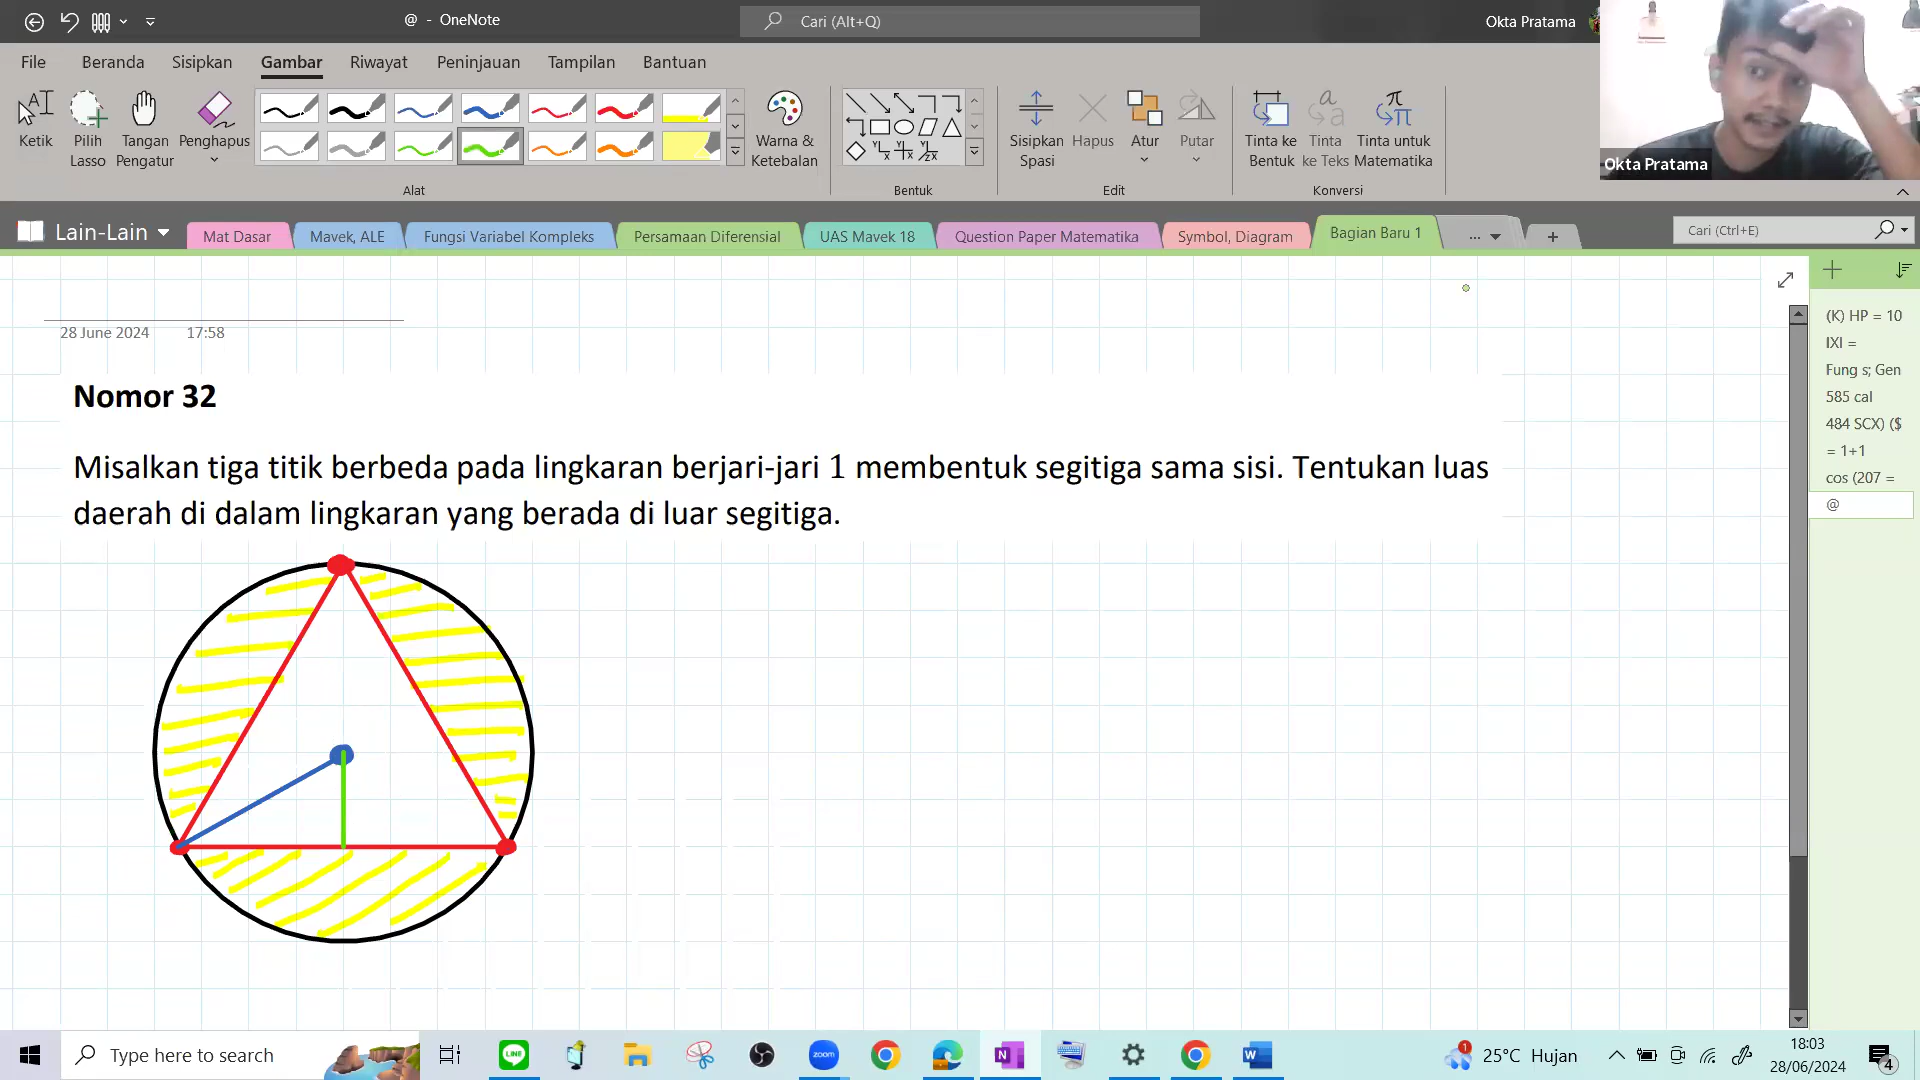 @ - OneNote
Cari (Alt+Q)
Okta Pratama
File Beranda Sisipkan Gambar Riwayat Peninjauan Tampilan Bantuan
Ketik
Pilih Lasso
Tangan Pengatur
Penghapus
Warna & Ketebalan
Sisipkan Spasi
Hapus
Atur
Putar
Tinta ke Bentuk
Tinta ke Teks
Tinta untuk Matematika
Alat Bentuk Edit Konversi
Okta Pratama
Lain-Lain Mat Dasar Mavek, ALE Fungsi Variabel Kompleks Persamaan Diferensial UAS Mavek 18 Question Paper Matematika Symbol, Diagram Bagian Baru 1 ... Cari (Ctrl+E)
28 June 2024 17:58
Nomor 32
Misalkan tiga titik berbeda pada lingkaran berjari-jari 1 membentuk segitiga sama sisi. Tentukan luas
daerah di dalam lingkaran yang berada di luar segitiga.
(K) HP = 10
IXI =
Fung s; Gen
585 cal
484 SCX) ($
= 1+1
cos (207 =
@
Type here to search
LINE
zoom
N
W
1
25°C Hujan
18:03
28/06/2024
4